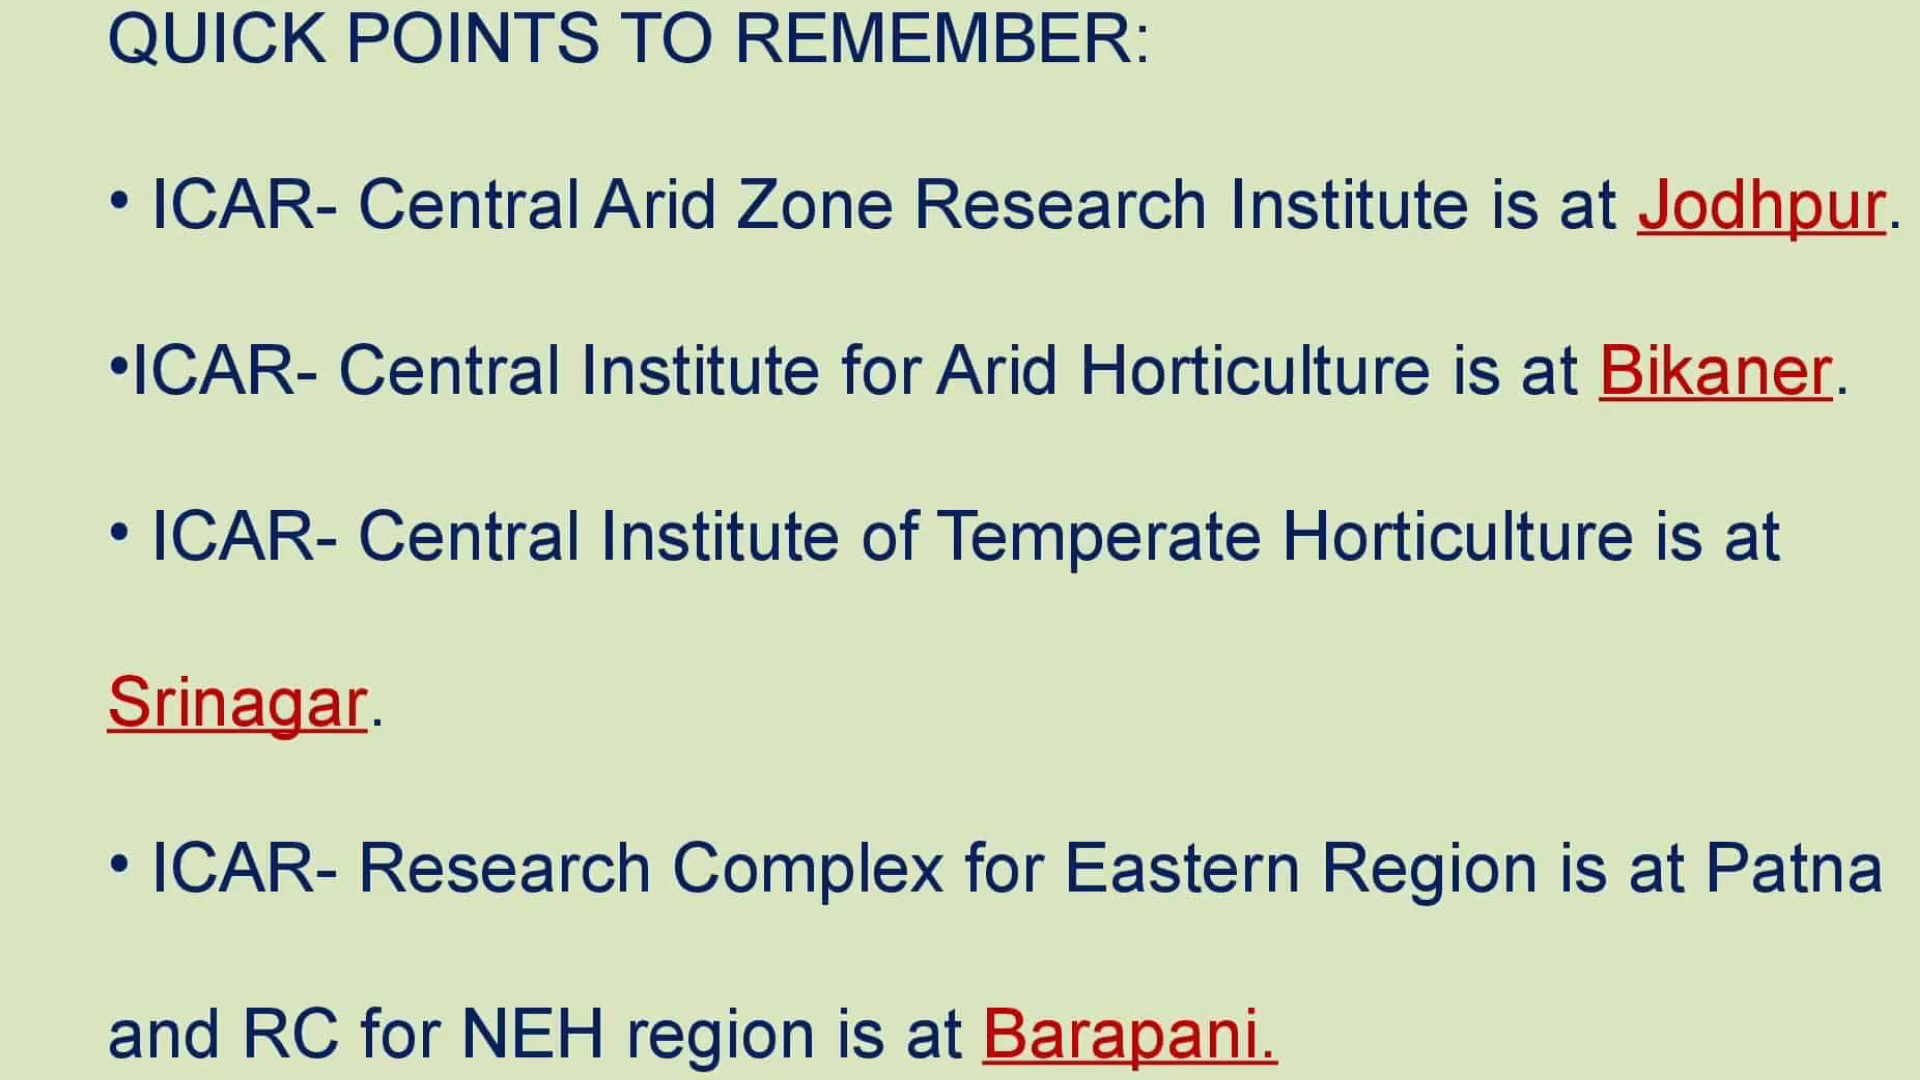 QUICK POINTS TO REMEMBER:
• ICAR- Central Arid Zone Research Institute is at Jodhpur.
•ICAR- Central Institute for Arid Horticulture is at Bikaner.
• ICAR- Central Institute of Temperate Horticulture is at
Srinagar.
• ICAR- Research Complex for Eastern Region is at Patna
and RC for NEH region is at Barapani.